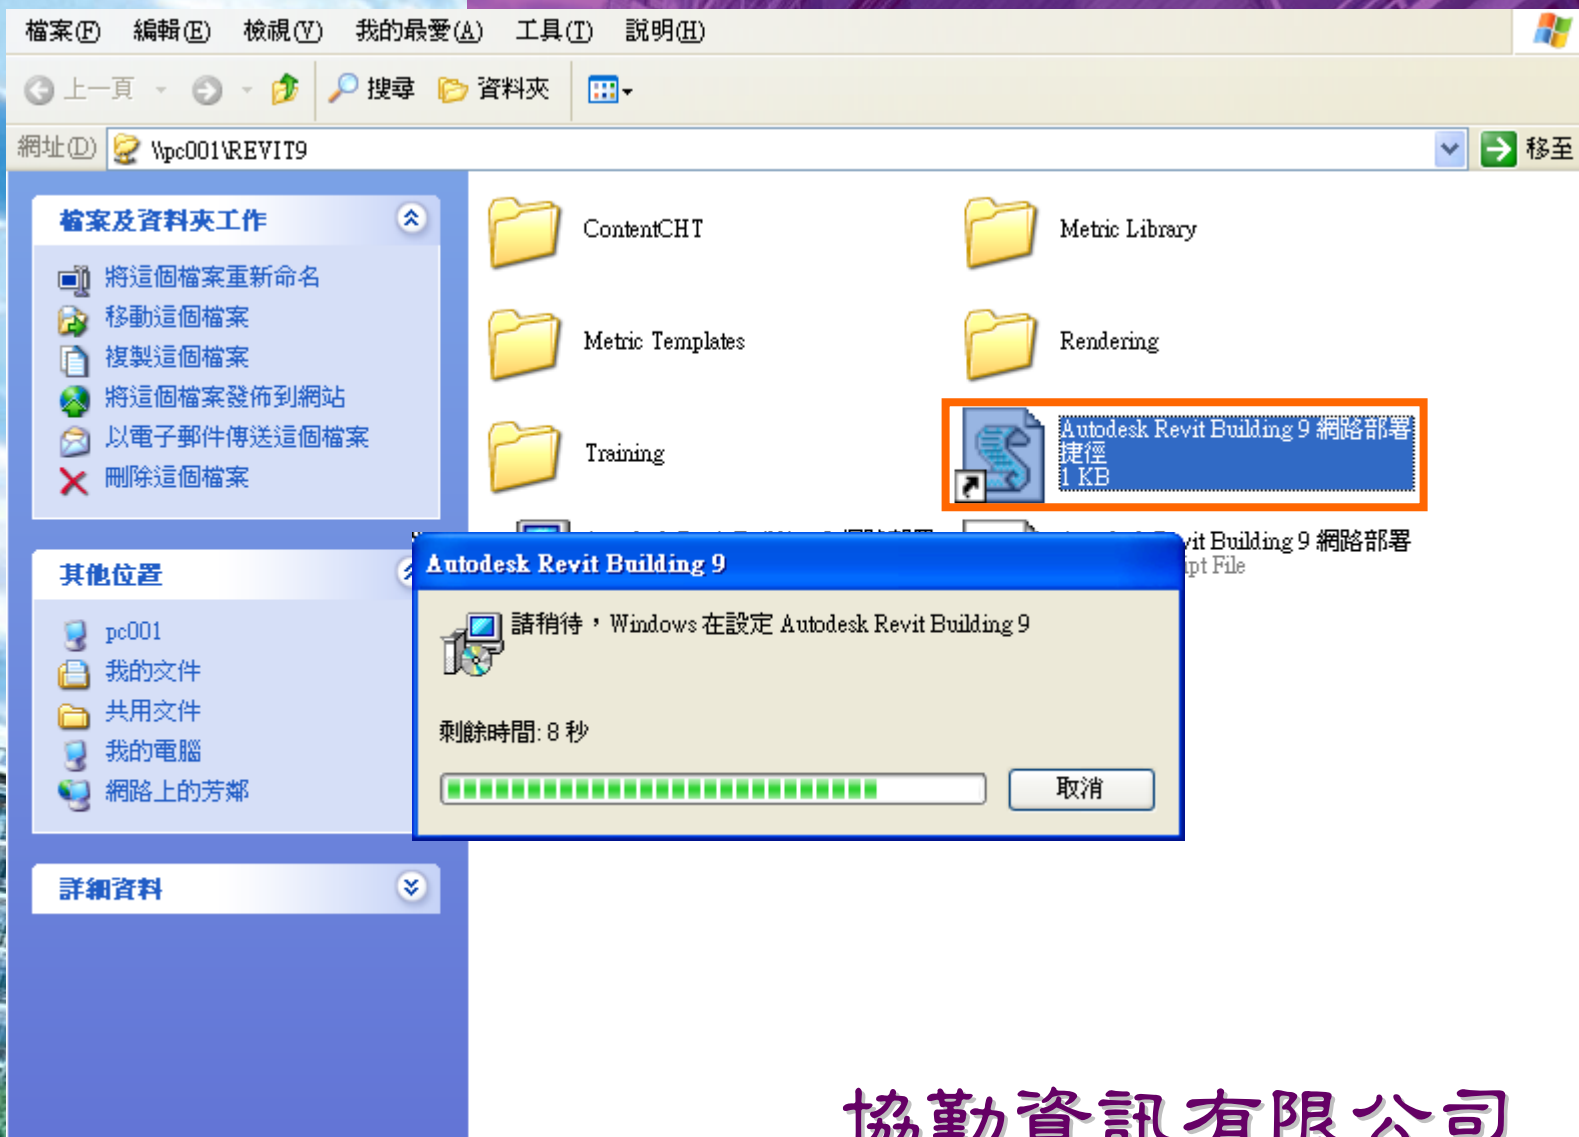 檔案(F) 編輯(E) 檢視(V) 我的最愛(A) 工具(T) 說明(H)
上一頁 搜尋 資料夾
網址(D) \\pc001\REVIT9 移至
檔案及資料夾工作
將這個檔案重新命名
移動這個檔案
複製這個檔案
將這個檔案發佈到網站
以電子郵件傳送這個檔案
刪除這個檔案
其他位置
pc001
我的文件
共用文件
我的電腦
網路上的芳鄰
詳細資料
ContentCHT
Metric Library
Metric Templates
Rendering
Training
Autodesk Revit Building 9 網路部署
捷徑
1 KB
vit Building 9 網路部署
ipt File
Autodesk Revit Building 9
請稍待，Windows 在設定 Autodesk Revit Building 9
剩餘時間: 8 秒
取消
協勤資訊有限公司